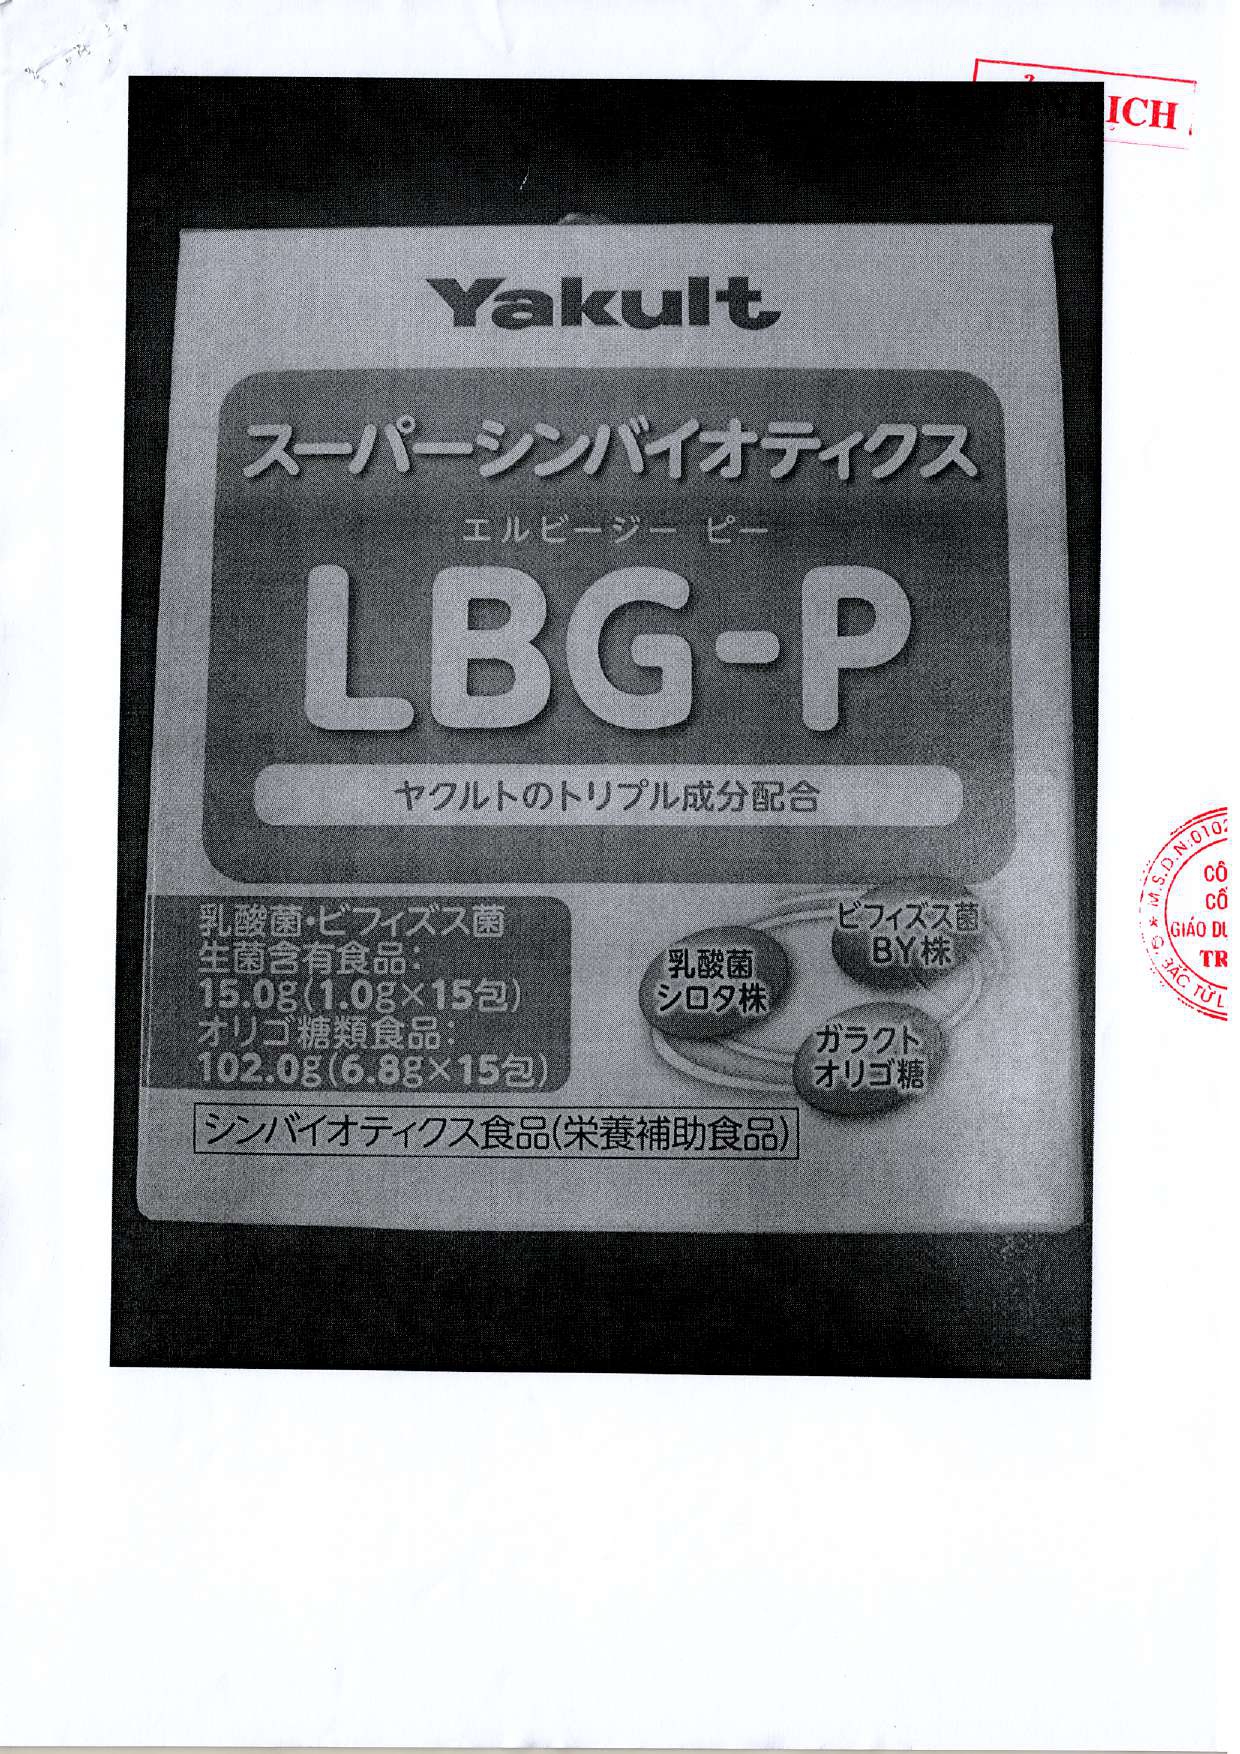 ỊCH
Yakult
スーパーシンバイオティクス
エルビージー ピー
LBG-P
ヤクルトのトリプル成分配合
乳酸菌・ビフィズス菌
生菌含有食品：
15.0g(1.0g×15包)
オリゴ糖類食品：
102.0g(6.8g×15包)
シンバイオティクス食品(栄養補助食品)
ビフィズス菌
BY株
乳酸菌
シロタ株
ガラクト
オリゴ糖
★ M.S.D.N:0102
CÔ
CỔ
GIÁO DỤ
TR
BẮC TỪ L